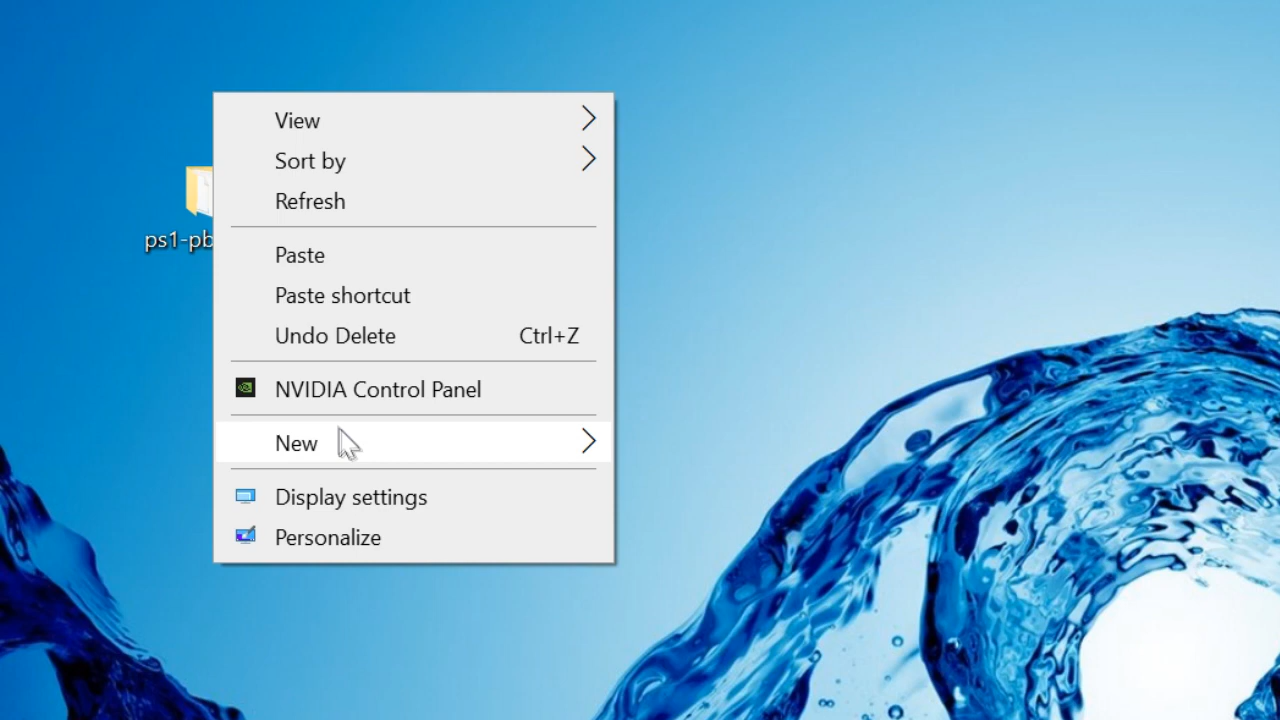 View
Sort by
Refresh
ps1-pb
Paste
Paste shortcut
Undo Delete Ctrl+Z
NVIDIA Control Panel
New
Display settings
Personalize